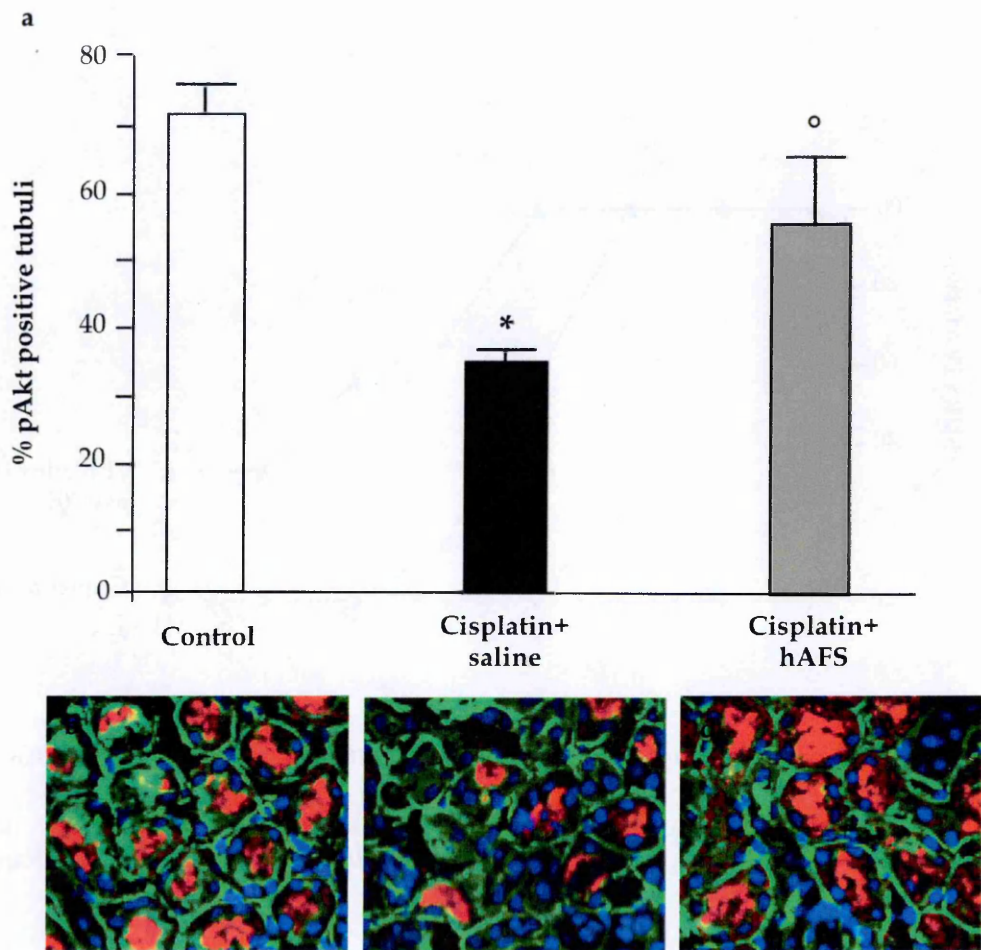 a
80
60
40
20
0
% pAkt positive tubuli
*
°
Control
Cisplatin+
saline
Cisplatin+
hAFS